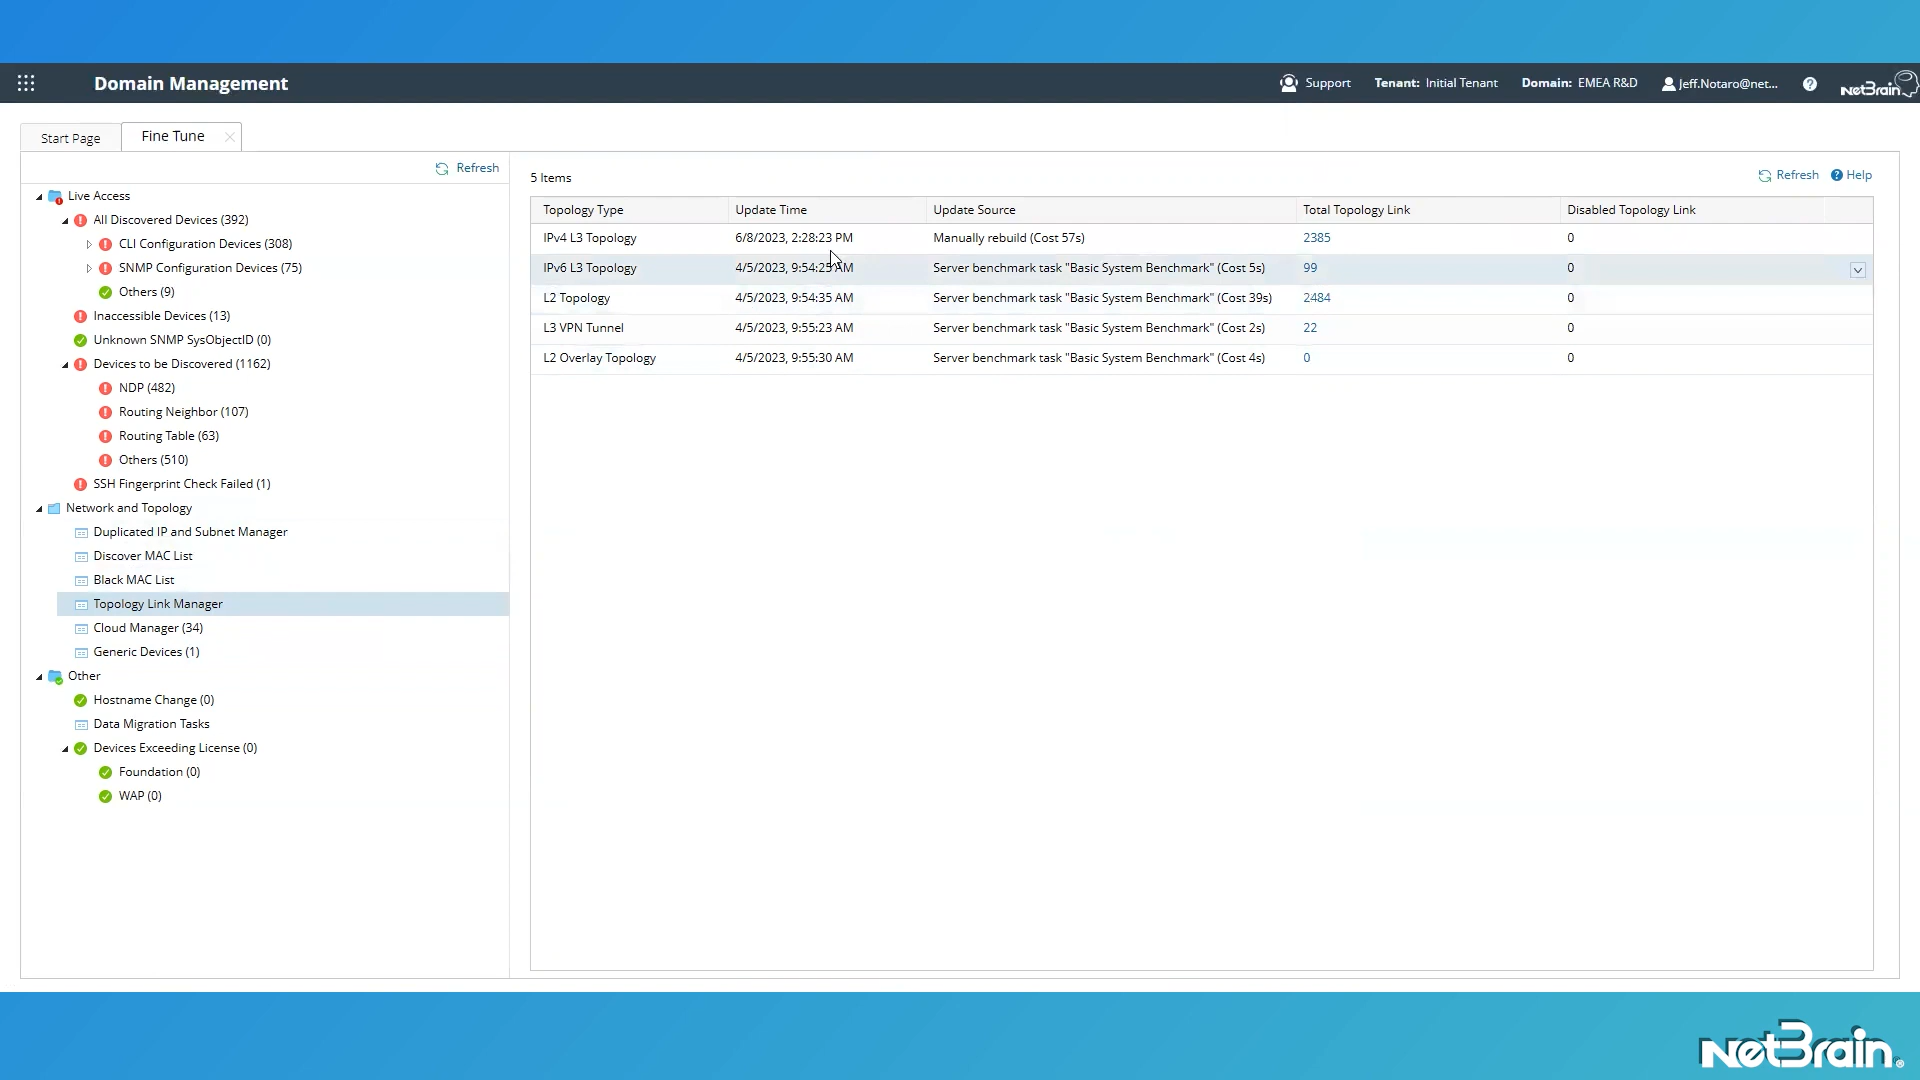 Domain Management
Support Tenant: Initial Tenant Domain: EMEA R&D Jeff.Notaro@net... ? NetBrain
Start Page Fine Tune
Refresh
Live Access
All Discovered Devices (392)
CLI Configuration Devices (308)
SNMP Configuration Devices (75)
Others (9)
Inaccessible Devices (13)
Unknown SNMP SysObjectID (0)
Devices to be Discovered (1162)
NDP (482)
Routing Neighbor (107)
Routing Table (63)
Others (510)
SSH Fingerprint Check Failed (1)
Network and Topology
Duplicated IP and Subnet Manager
Discover MAC List
Black MAC List
Topology Link Manager
Cloud Manager (34)
Generic Devices (1)
Other
Hostname Change (0)
Data Migration Tasks
Devices Exceeding License (0)
Foundation (0)
WAP (0)
5 Items Refresh ? Help
Topology Type Update Time Update Source Total Topology Link Disabled Topology Link
IPv4 L3 Topology 6/8/2023, 2:28:23 PM Manually rebuild (Cost 57s) 2385 0
IPv6 L3 Topology 4/5/2023, 9:54:25 AM Server benchmark task "Basic System Benchmark" (Cost 5s) 99 0
L2 Topology 4/5/2023, 9:54:35 AM Server benchmark task "Basic System Benchmark" (Cost 39s) 2484 0
L3 VPN Tunnel 4/5/2023, 9:55:23 AM Server benchmark task "Basic System Benchmark" (Cost 2s) 22 0
L2 Overlay Topology 4/5/2023, 9:55:30 AM Server benchmark task "Basic System Benchmark" (Cost 4s) 0 0
NetBrain®